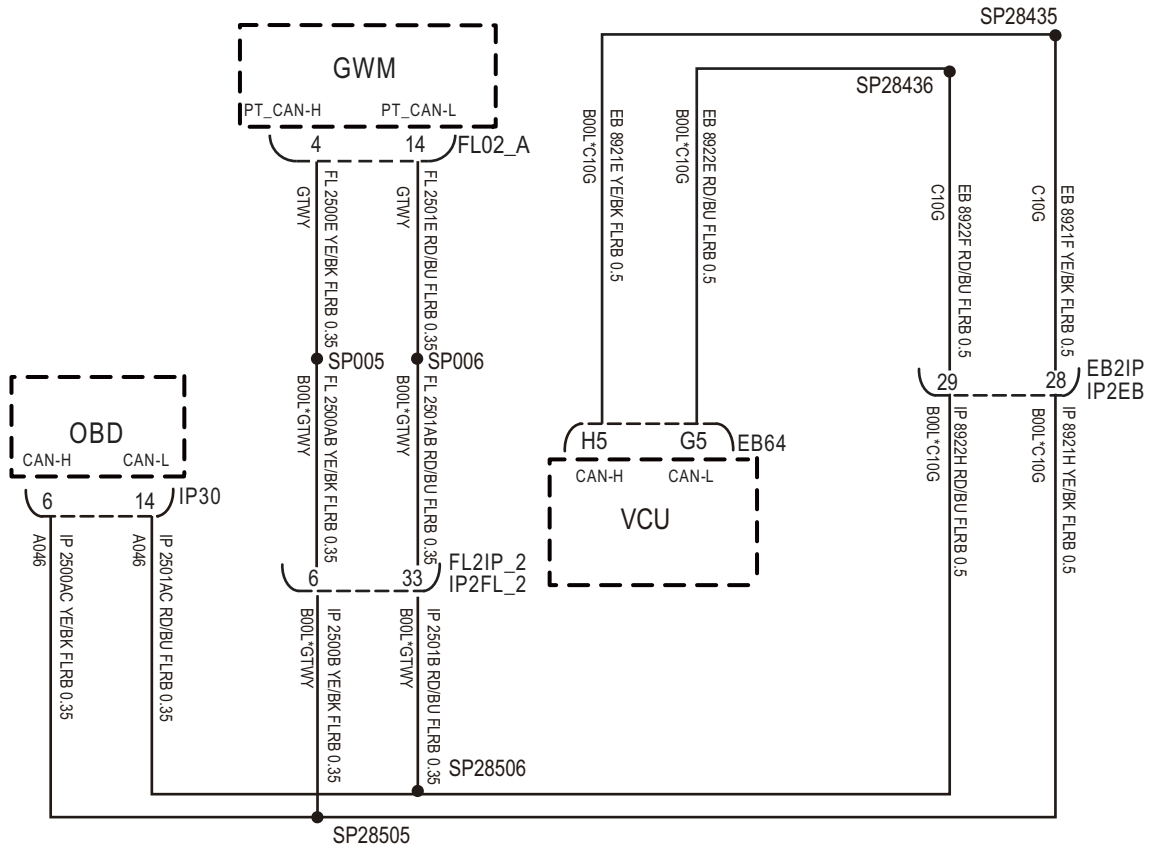 SP28435
GWM
PT_CAN-H
PT_CAN-L
4
14
FL02_A
SP28436
FL 2500E YE/BK FLRB 0.35
GTWY
FL 2501E RD/BU FLRB 0.35
GTWY
EB 8921E YE/BK FLRB 0.5
B00L*C10G
EB 8922E RD/BU FLRB 0.5
B00L*C10G
EB 8922F RD/BU FLRB 0.5
C10G
EB 8921F YE/BK FLRB 0.5
C10G
SP005
SP006
FL 2500AB YE/BK FLRB 0.35
B00L*GTWY
FL 2501AB RD/BU FLRB 0.35
B00L*GTWY
29
28
EB2IP
IP2EB
OBD
CAN-H
CAN-L
6
14
IP30
H5
G5
EB64
CAN-H
CAN-L
VCU
IP 8922H RD/BU FLRB 0.5
B00L*C10G
IP 8921H YE/BK FLRB 0.5
B00L*C10G
IP 2500AC YE/BK FLRB 0.35
A046
IP 2501AC RD/BU FLRB 0.35
A046
6
33
FL2IP_2
IP2FL_2
IP 2500B YE/BK FLRB 0.35
B00L*GTWY
IP 2501B RD/BU FLRB 0.35
B00L*GTWY
SP28506
SP28505